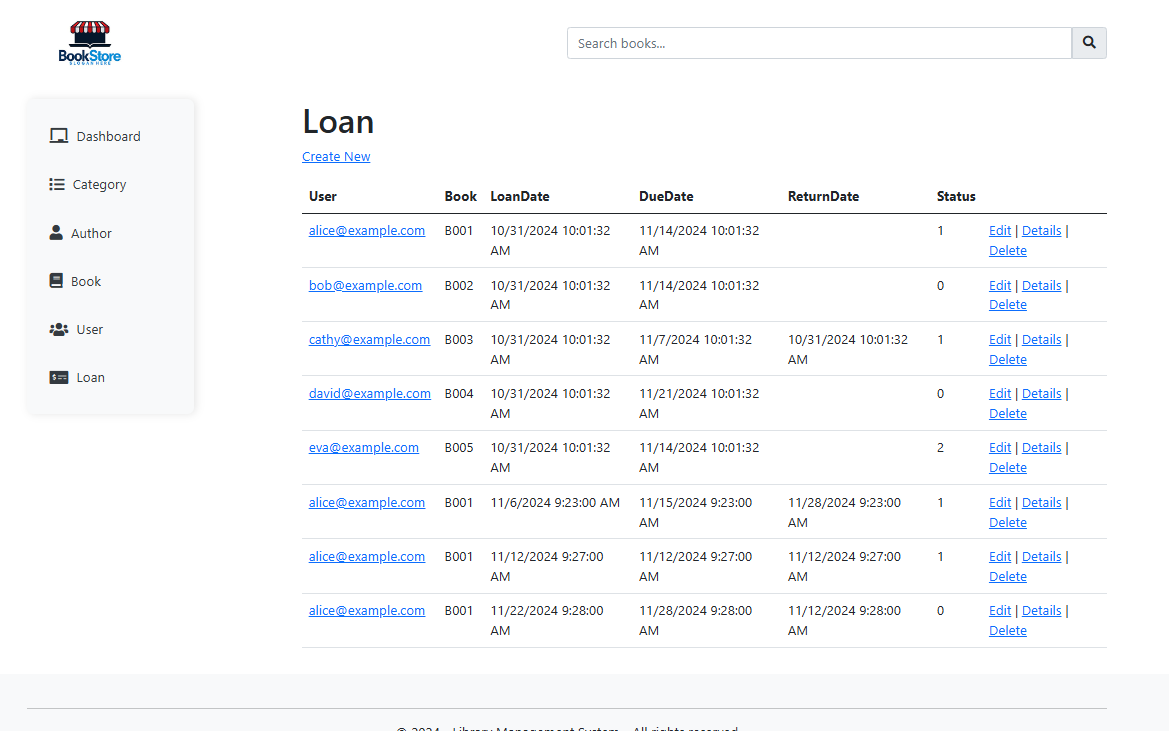 BookStore
SLOGAN HERE
Search books...
Dashboard
Category
Author
Book
User
Loan
Loan
Create New
User Book LoanDate DueDate ReturnDate Status
alice@example.com B001 10/31/2024 10:01:32 11/14/2024 10:01:32 1 Edit | Details |
AM AM Delete
bob@example.com B002 10/31/2024 10:01:32 11/14/2024 10:01:32 0 Edit | Details |
AM AM Delete
cathy@example.com B003 10/31/2024 10:01:32 11/7/2024 10:01:32 10/31/2024 10:01:32 1 Edit | Details |
AM AM AM Delete
david@example.com B004 10/31/2024 10:01:32 11/21/2024 10:01:32 0 Edit | Details |
AM AM Delete
eva@example.com B005 10/31/2024 10:01:32 11/14/2024 10:01:32 2 Edit | Details |
AM AM Delete
alice@example.com B001 11/6/2024 9:23:00 AM 11/15/2024 9:23:00 11/28/2024 9:23:00 1 Edit | Details |
AM AM Delete
alice@example.com B001 11/12/2024 9:27:00 11/12/2024 9:27:00 11/12/2024 9:27:00 1 Edit | Details |
AM AM AM Delete
alice@example.com B001 11/22/2024 9:28:00 11/28/2024 9:28:00 11/12/2024 9:28:00 0 Edit | Details |
AM AM AM Delete
© 2024 - Library Management System - All rights reserved